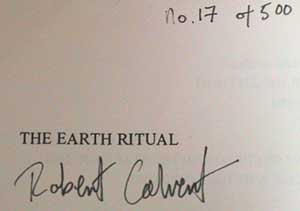 No. 17 of 500
THE EARTH RITUAL
Robert Calvert